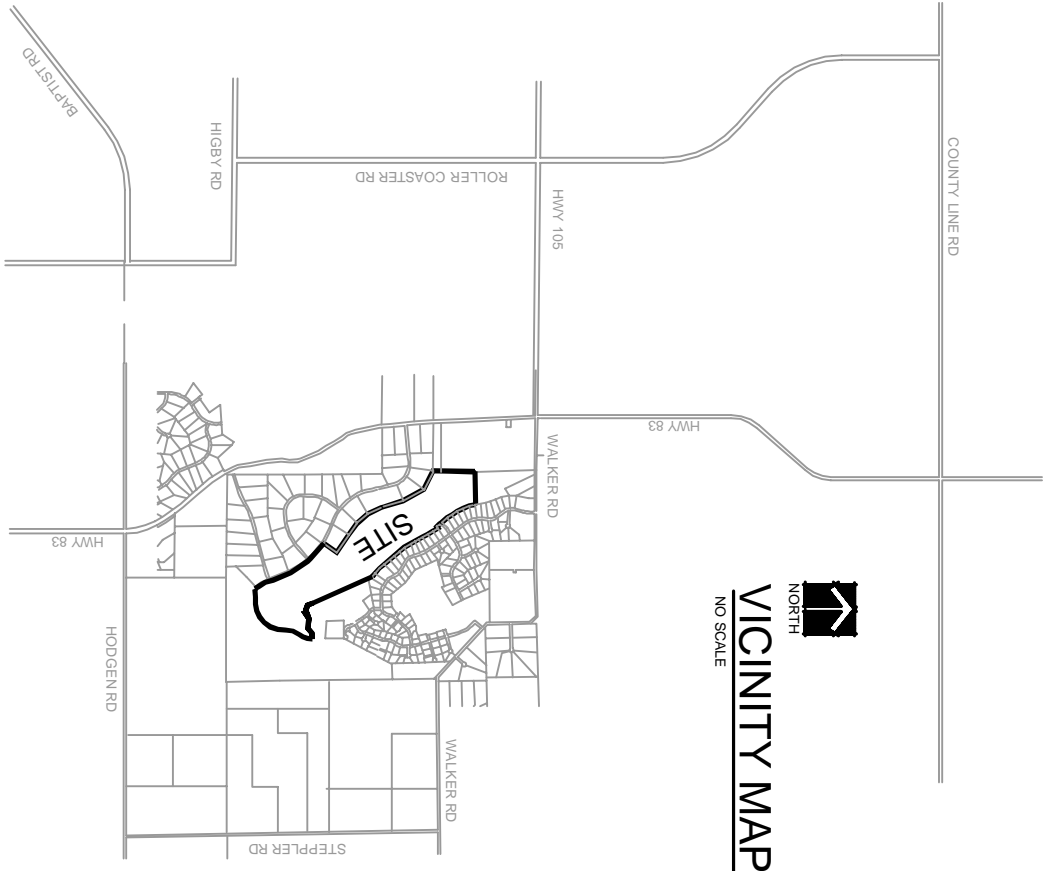 BAPTIST RD
HIGBY RD
ROLLER COASTER RD
HWY 105
COUNTY LINE RD
HWY 83
WALKER RD
SITE
HWY 83
HODGEN RD
WALKER RD
STEPPLER RD
NORTH
VICINITY MAP
NO SCALE